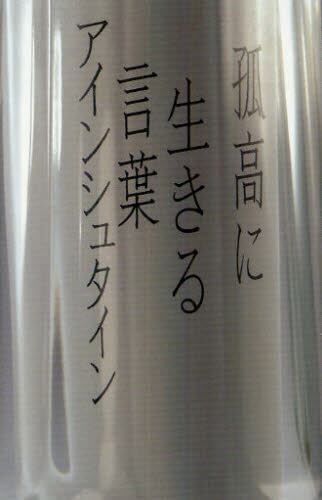 孤高に
生きる
言葉
アインシュタイン